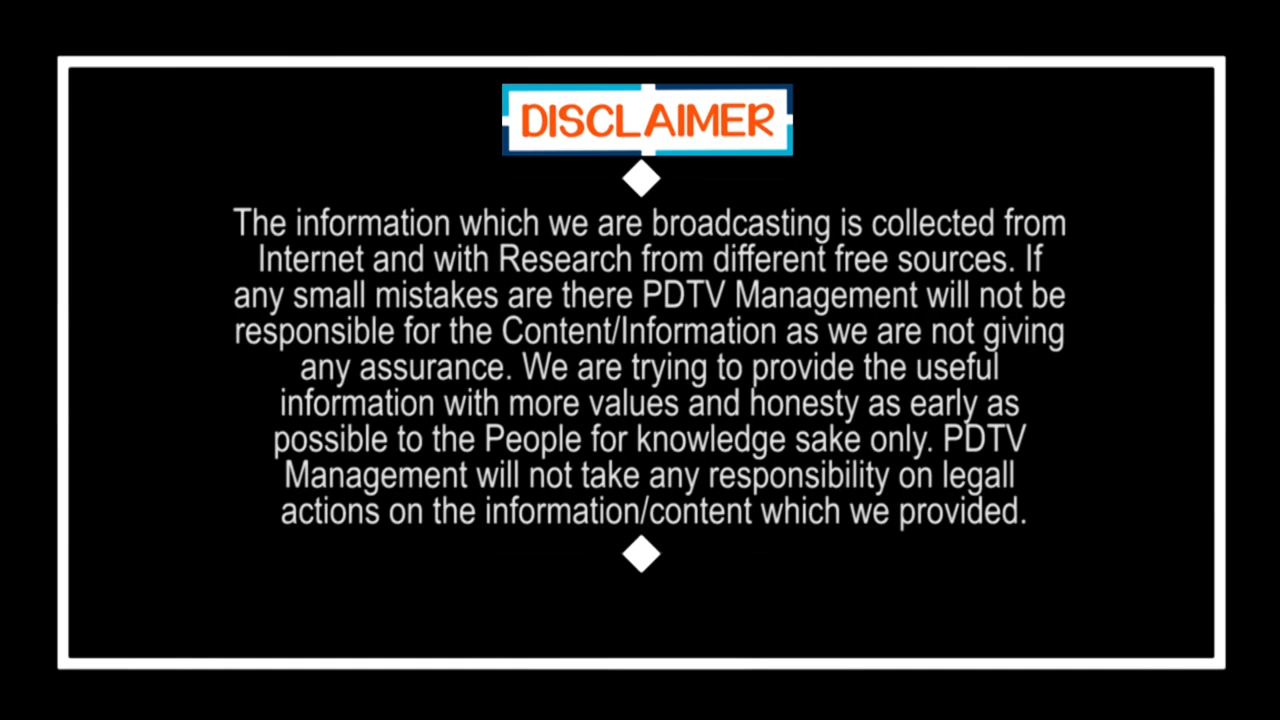 DISCLAIMER
The information which we are broadcasting is collected from
Internet and with Research from different free sources. If
any small mistakes are there PDTV Management will not be
responsible for the Content/Information as we are not giving
any assurance. We are trying to provide the useful
information with more values and honesty as early as
possible to the People for knowledge sake only. PDTV
Management will not take any responsibility on legall
actions on the information/content which we provided.